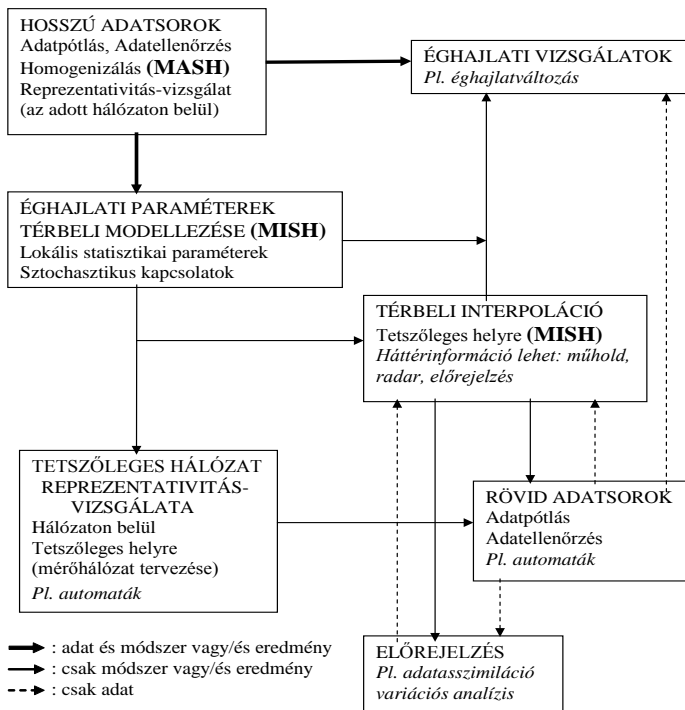 HOSSZÚ ADATSOROK
Adatpótlás, Adatellenőrzés
Homogenizálás (MASH)
Reprezentativitás-vizsgálat
(az adott hálózaton belül)
ÉGHAJLATI VIZSGÁLATOK
Pl. éghajlatváltozás
ÉGHAJLATI PARAMÉTEREK
TÉRBELI MODELLEZÉSE (MISH)
Lokális statisztikai paraméterek
Sztochasztikus kapcsolatok
TÉRBELI INTERPOLÁCIÓ
Tetszőleges helyre (MISH)
Háttérinformáció lehet: műhold,
radar, előrejelzés
TETSZŐLEGES HÁLÓZAT
REPREZENTATIVITÁS-
VIZSGÁLATA
Hálózaton belül
Tetszőleges helyre
(mérőhálózat tervezése)
Pl. automaták
RÖVID ADATSOROK
Adatpótlás
Adatellenőrzés
Pl. automaták
ELŐREJELZÉS
Pl. adatasszimiláció
variációs analízis
: adat és módszer vagy/és eredmény
: csak módszer vagy/és eredmény
: csak adat